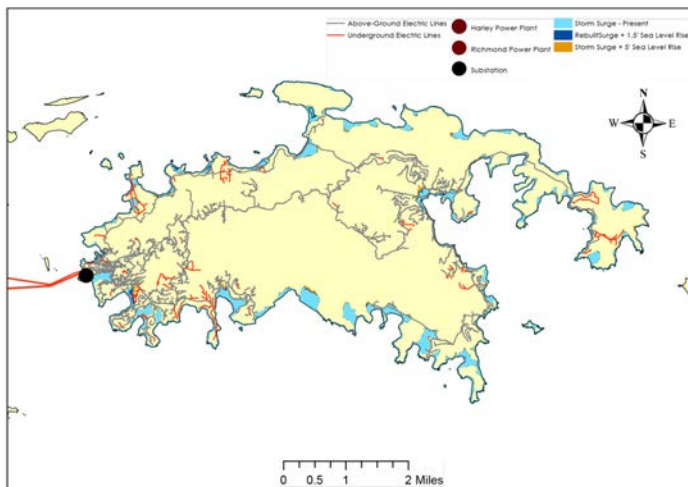 Above-Ground Electric Lines
Underground Electric Lines
Harley Power Plant
Richmond Power Plant
Substation
Storm Surge - Present
RebuiltSurge + 1.5' Sea Level Rise
Storm Surge + 5' Sea Level Rise
N
W E
S
0 0.5 1 2 Miles